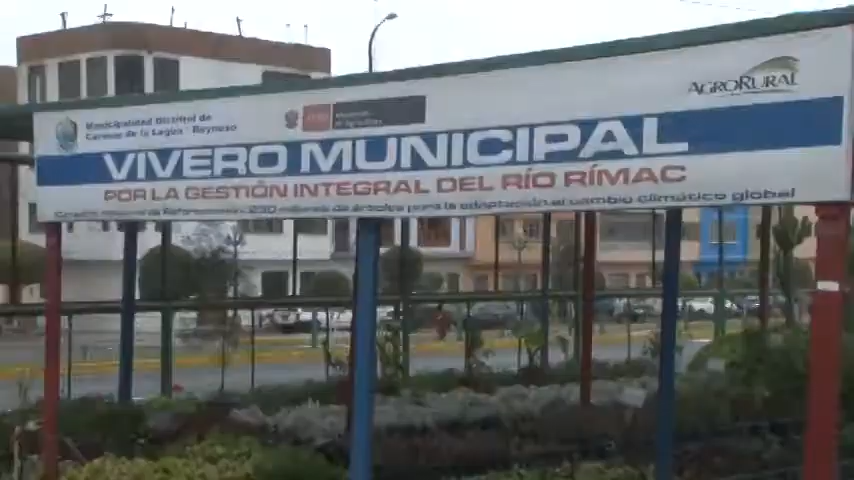 Municipalidad Distrital de
Carmen de la Legua - Reynoso
AGRORURAL
VIVERO MUNICIPAL
POR LA GESTIÓN INTEGRAL DEL RÍO RÍMAC
de árboles para la adaptación al cambio climático global